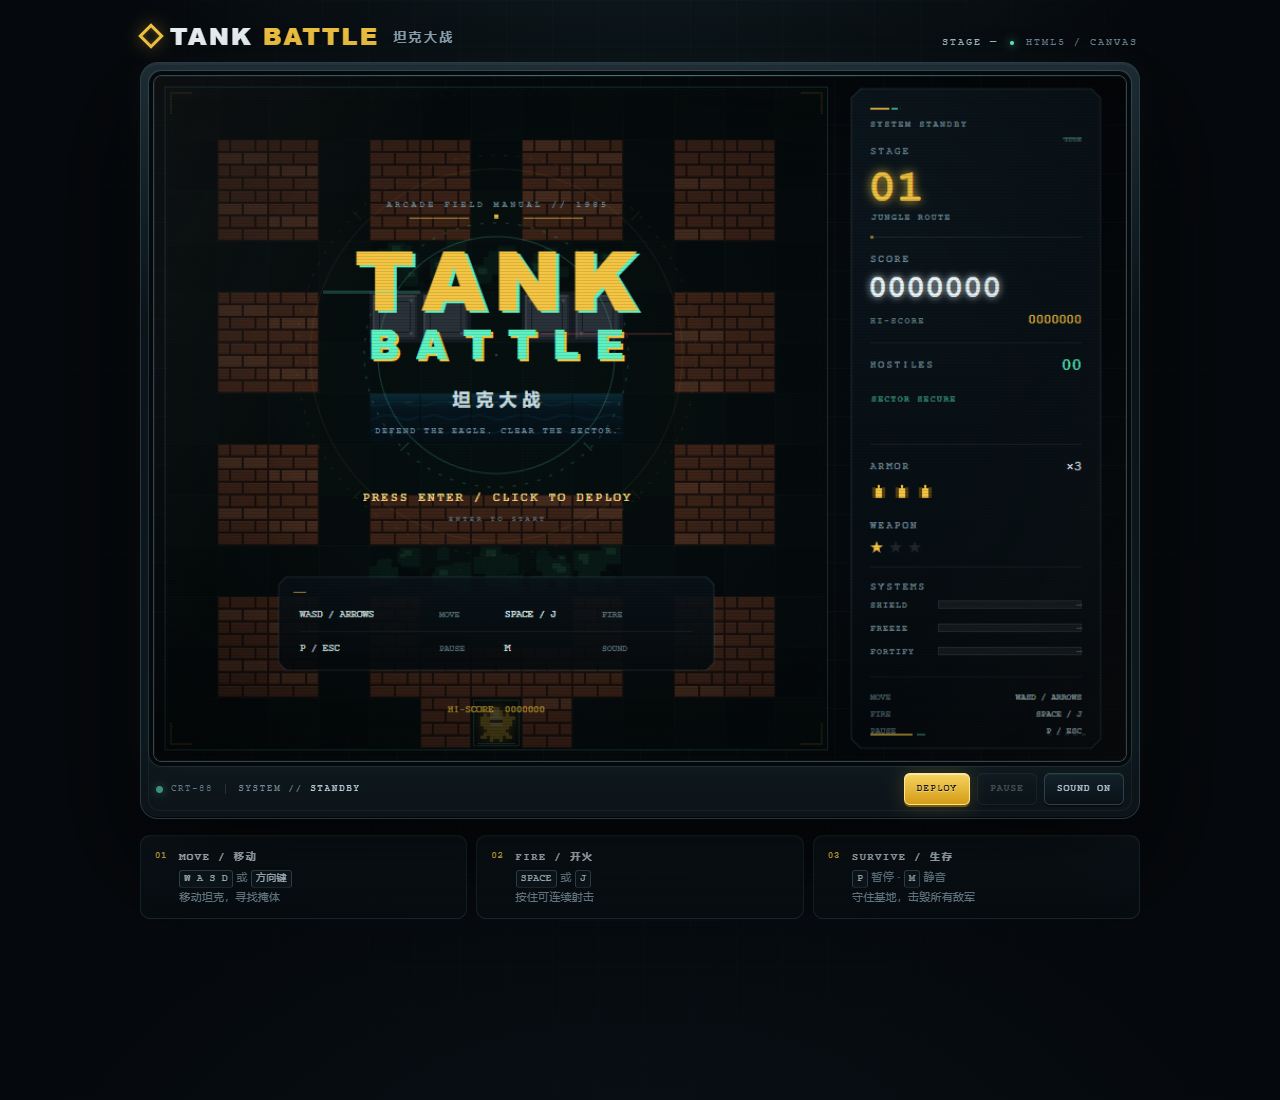 TANK BATTLE 坦克大战
STAGE — HTML5 / CANVAS
ARCADE FIELD MANUAL // 1985
TANK
BATTLE
坦克大战
DEFEND THE EAGLE. CLEAR THE SECTOR.
PRESS ENTER / CLICK TO DEPLOY
ENTER TO START
WASD / ARROWS MOVE SPACE / J FIRE
P / ESC PAUSE M SOUND
HI-SCORE 0000000
SYSTEM STANDBY
STAGE
01
JUNGLE ROUTE
SCORE
0000000
HI-SCORE 0000000
HOSTILES 00
SECTOR SECURE
ARMOR ×3
WEAPON
★★★
SYSTEMS
SHIELD —
FREEZE —
FORTIFY —
MOVE WASD / ARROWS
FIRE SPACE / J
PAUSE P / ESC
CRT-88 SYSTEM // STANDBY
DEPLOY PAUSE SOUND ON
01 MOVE / 移动
W A S D 或 方向键
移动坦克，寻找掩体
02 FIRE / 开火
SPACE 或 J
按住可连续射击
03 SURVIVE / 生存
P 暂停 · M 静音
守住基地，击毁所有敌军